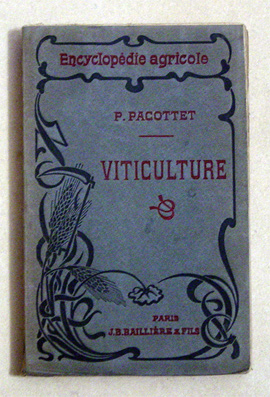 Encyclopédie agricole
P. PACOTTET
VITICULTURE
PARIS
J.B. BAILLIÈRE & FILS